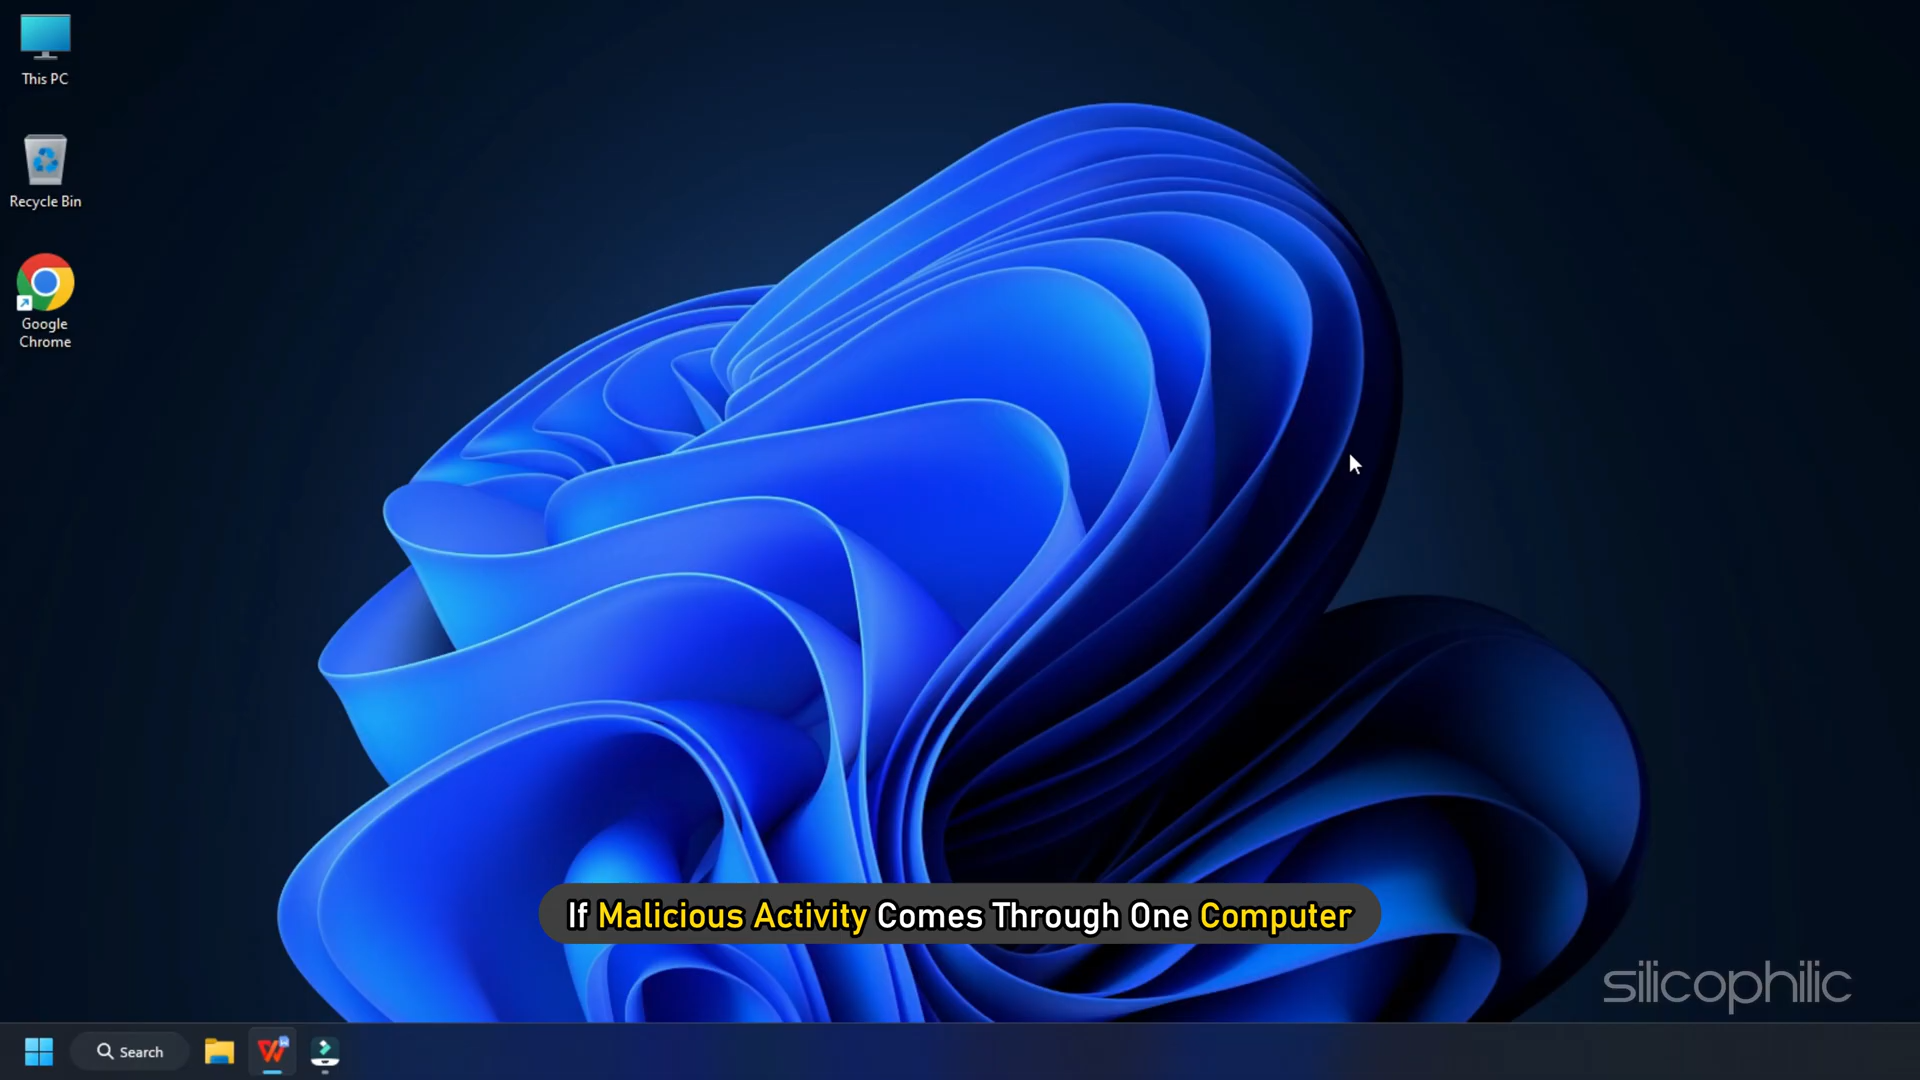 This PC
Recycle Bin
Google
Chrome
If Malicious Activity Comes Through One Computer
silicophilic
Search